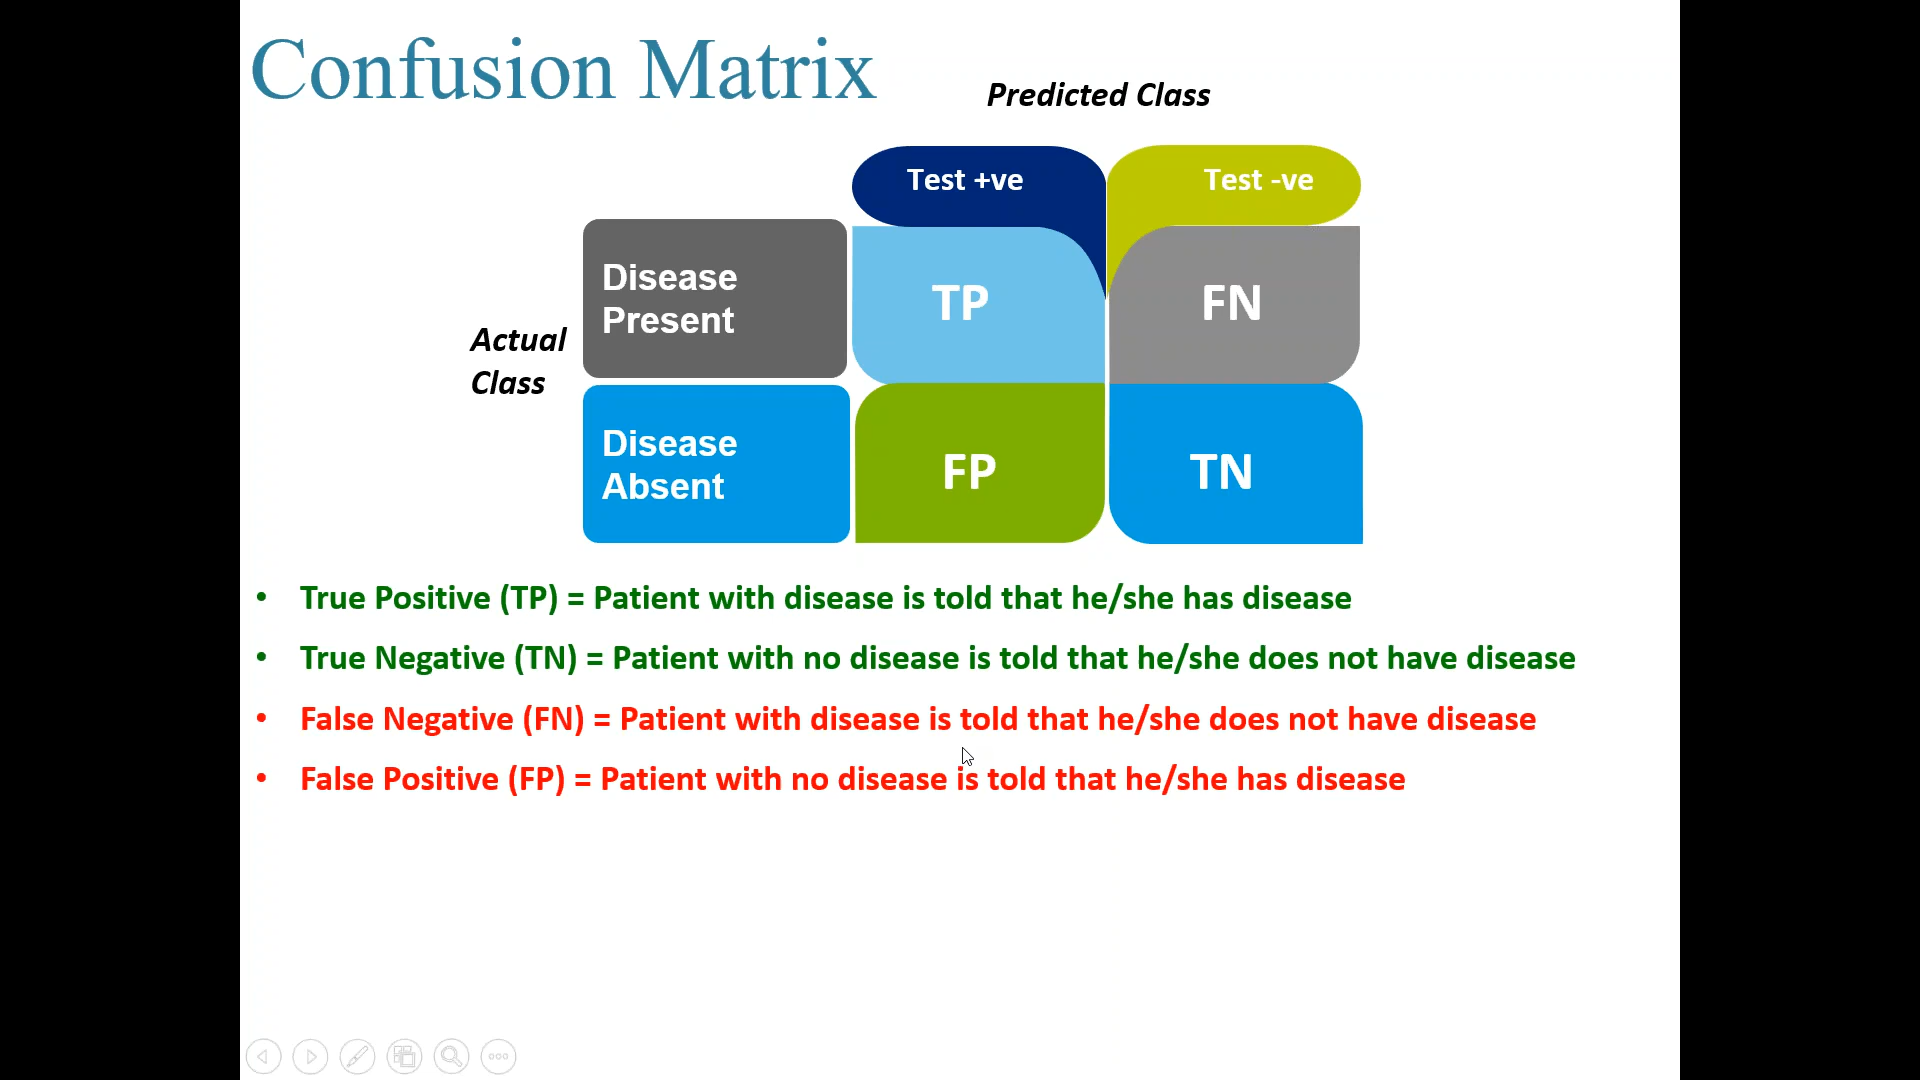 Confusion Matrix
Predicted Class
Test +ve
Test -ve
Disease
Present
TP
FN
Actual
Class
Disease
Absent
FP
TN
• True Positive (TP) = Patient with disease is told that he/she has disease
• True Negative (TN) = Patient with no disease is told that he/she does not have disease
• False Negative (FN) = Patient with disease is told that he/she does not have disease
• False Positive (FP) = Patient with no disease is told that he/she has disease